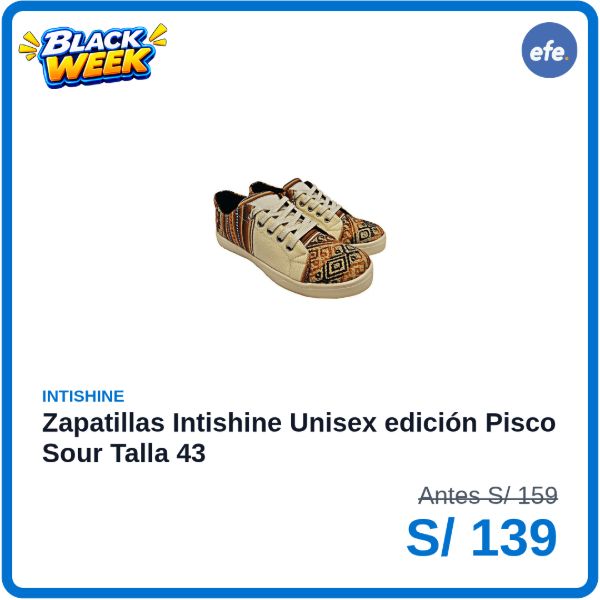 BLACK
WEEK
efe.
INTISHINE
Zapatillas Intishine Unisex edición Pisco
Sour Talla 43
Antes S/ 159
S/ 139